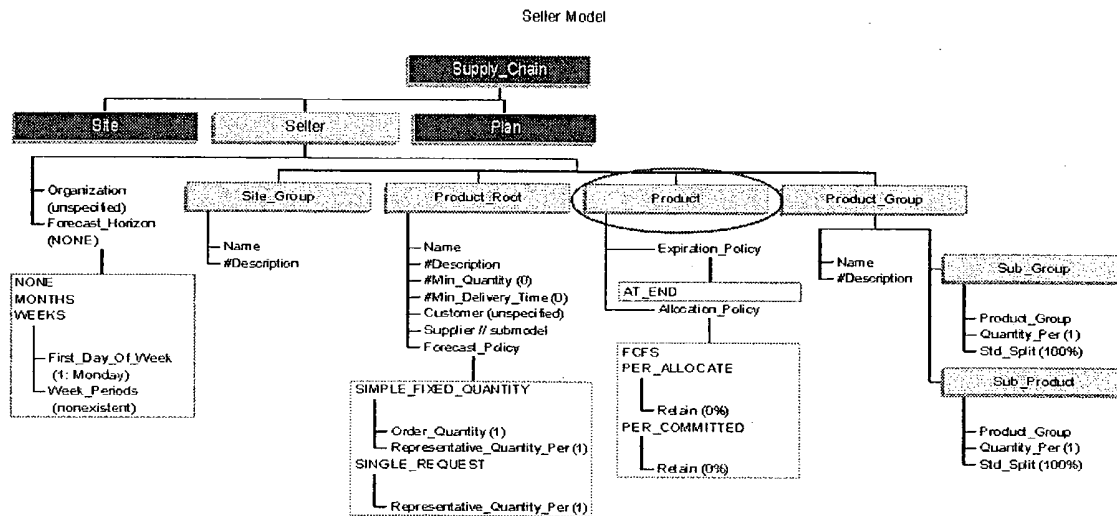 Seller Model
Supply_Chain
Site
Seller
Plan
Organization
(unspecified)
Forecast_Horizon
(NONE)
NONE
MONTHS
WEEKS
First_Day_Of_Week
(1: Monday)
Week_Periods
(nonexistent)
Site_Group
Name
#Description
Product_Root
Name
#Description
#Min_Quantity (0)
#Min_Delivery_Time (0)
Customer (unspecified)
Supplier // submodel
Forecast_Policy
SIMPLE_FIXED_QUANTITY
Order_Quantity (1)
Representative_Quantity_Per (1)
SINGLE_REQUEST
Representative_Quantity_Per (1)
Product
Expiration_Policy
AT_END
Allocation_Policy
FCFS
PER_ALLOCATE
Retain (0%)
PER_COMMITTED
Retain (0%)
Product_Group
Name
#Description
Sub_Group
Product_Group
Quantity_Per (1)
Std_Split (100%)
Sub_Product
Product_Group
Quantity_Per (1)
Std_Split (100%)